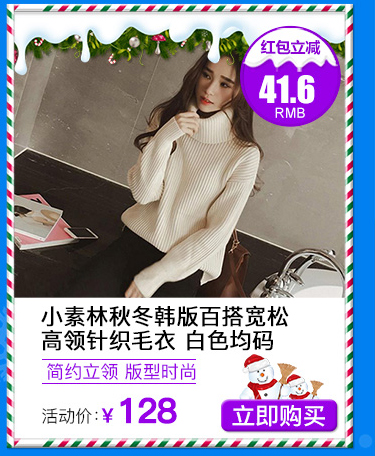 红包立减
41.6
RMB
小素林秋冬韩版百搭宽松
高领针织毛衣 白色均码
简约立领 版型时尚
活动价:¥128
立即购买